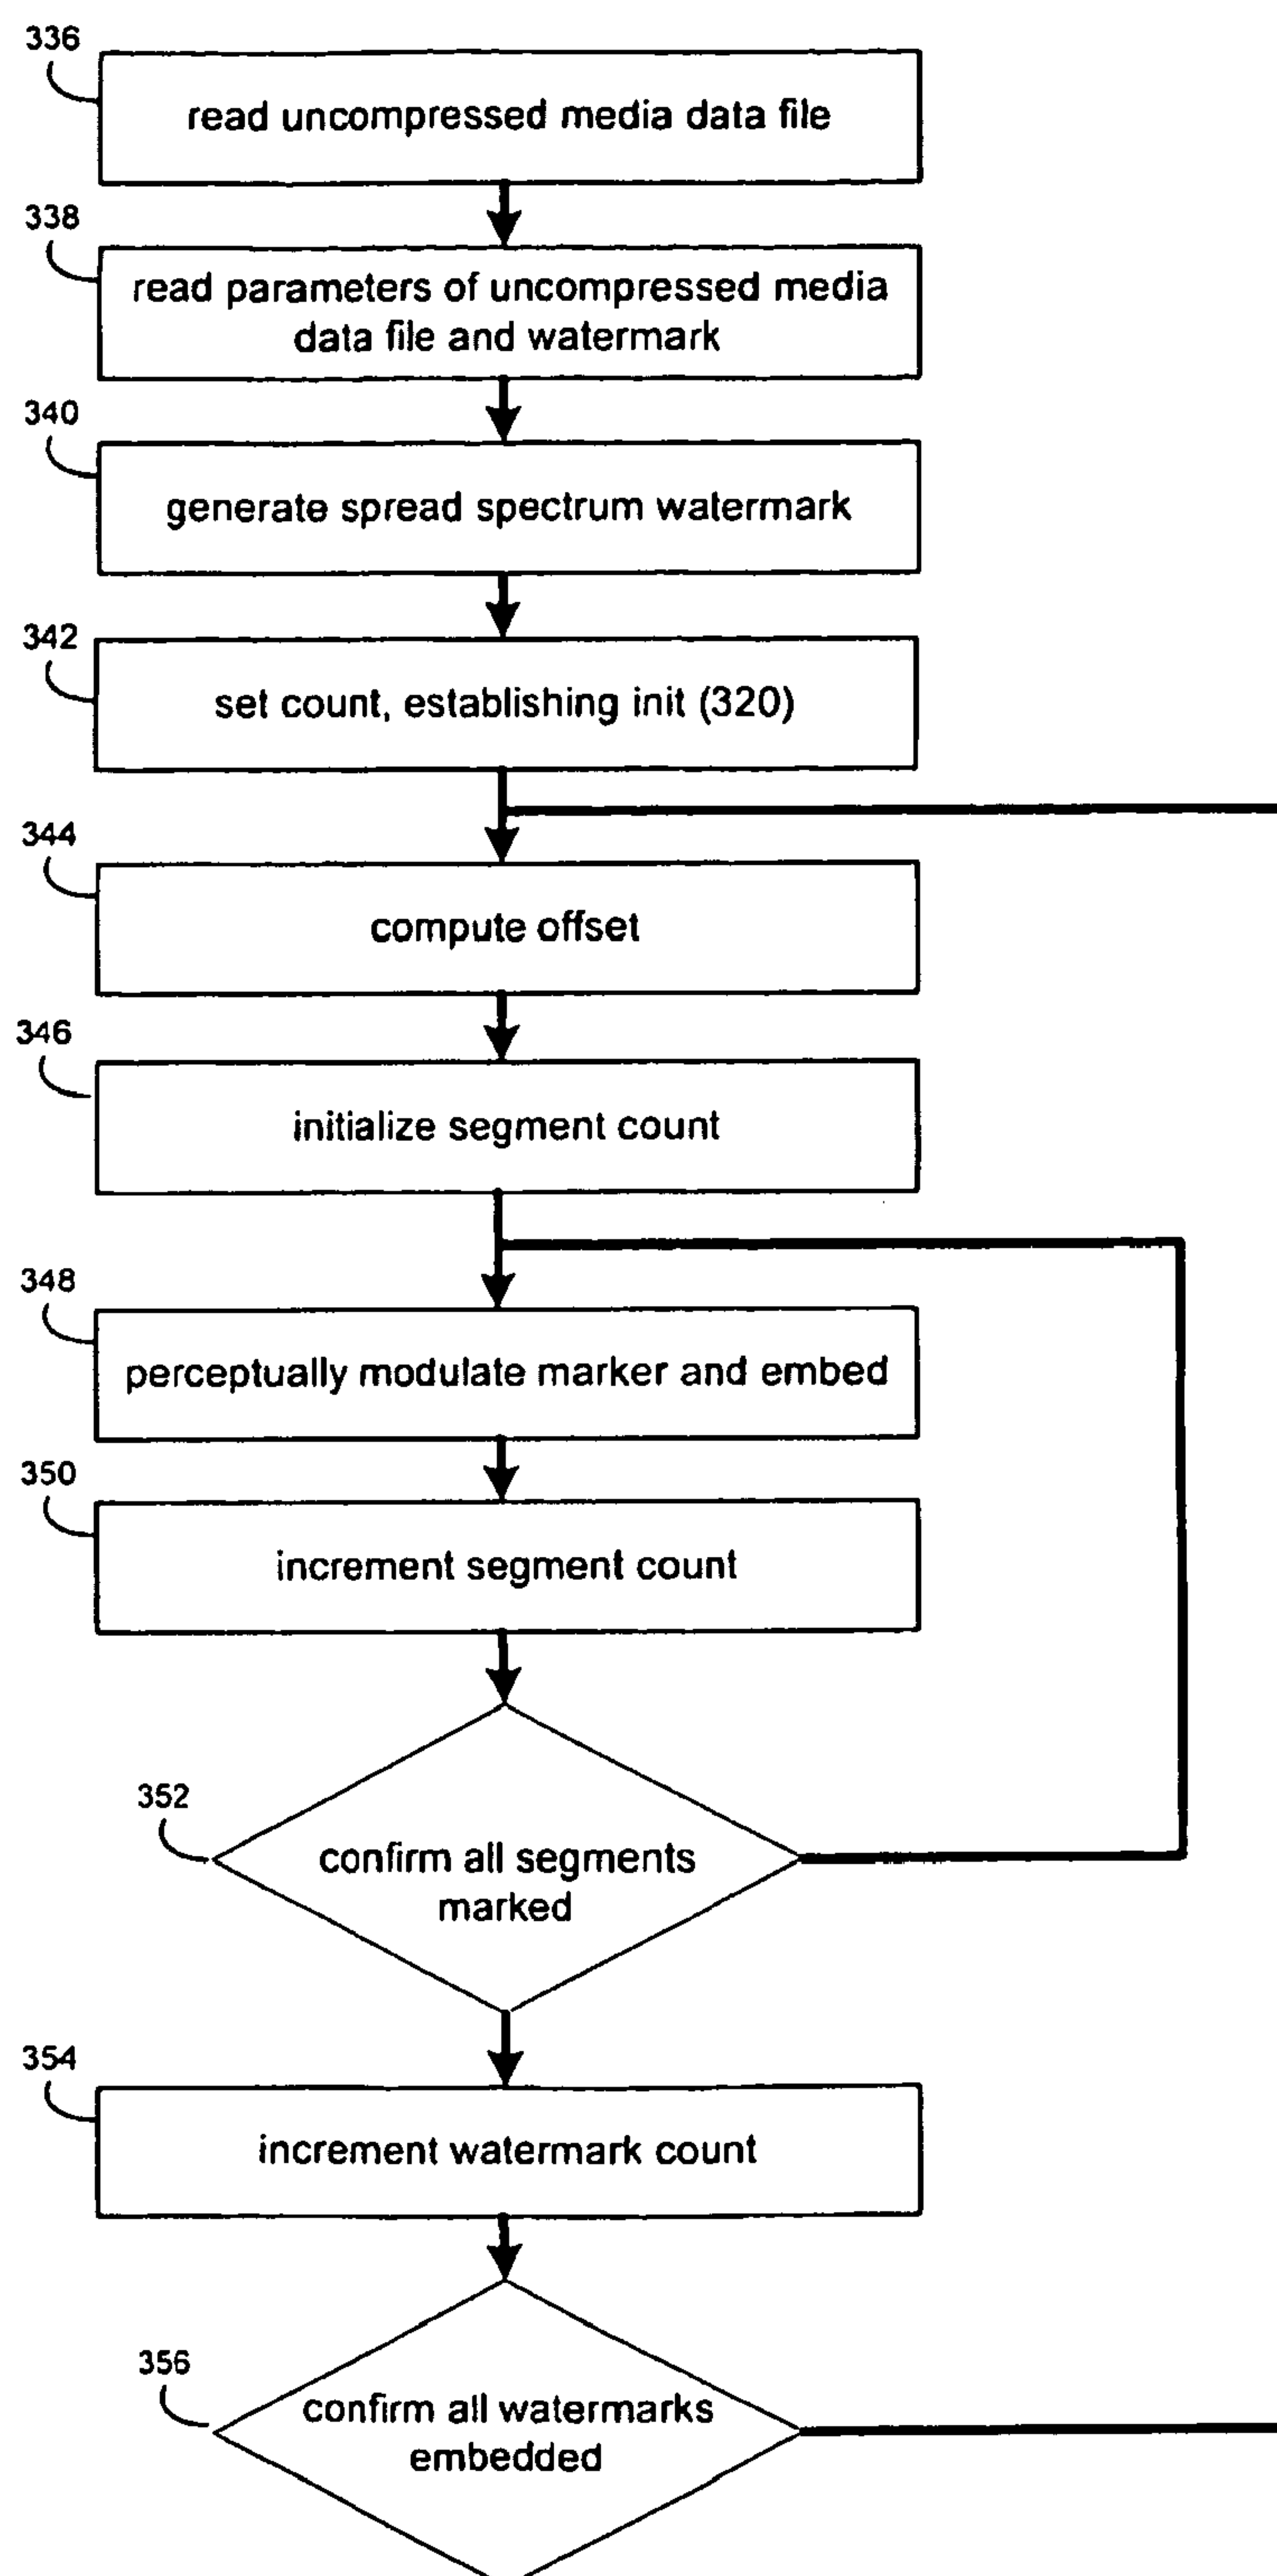 336
read uncompressed media data file
338
read parameters of uncompressed media
data file and watermark
340
generate spread spectrum watermark
342
set count, establishing init (320)
344
compute offset
346
initialize segment count
348
perceptually modulate marker and embed
350
increment segment count
352
confirm all segments
marked
354
increment watermark count
356
confirm all watermarks
embedded